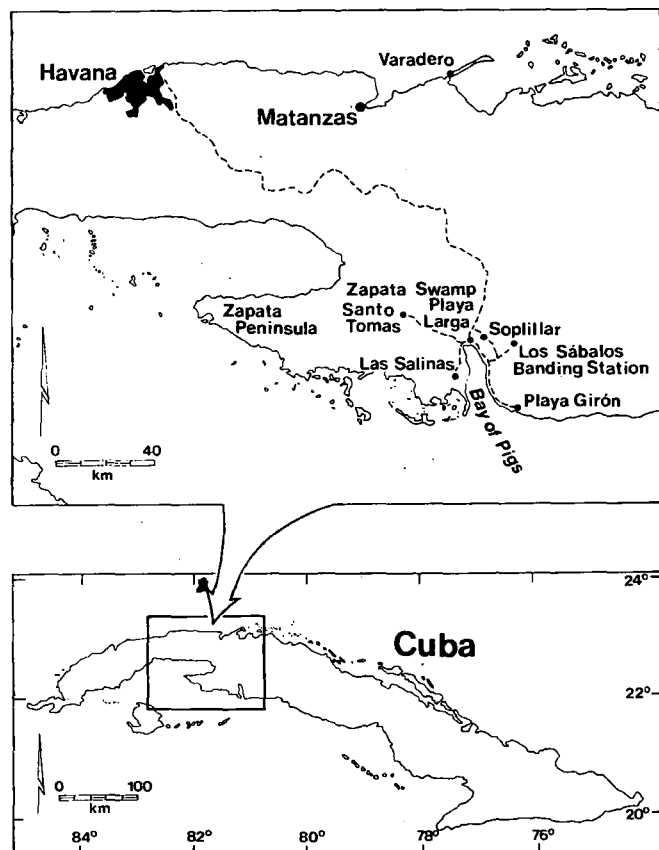 Varadero
Havana
Matanzas
Zapata Swamp
Zapata Santo Playa
Peninsula Tomas Larga Soplillar
Los Sábalos
Las Salinas Banding Station
Playa Girón
Bay of Pigs
0 40
km
24°
Cuba
22°
0 100
km
20°
84° 82° 80° 78° 76°